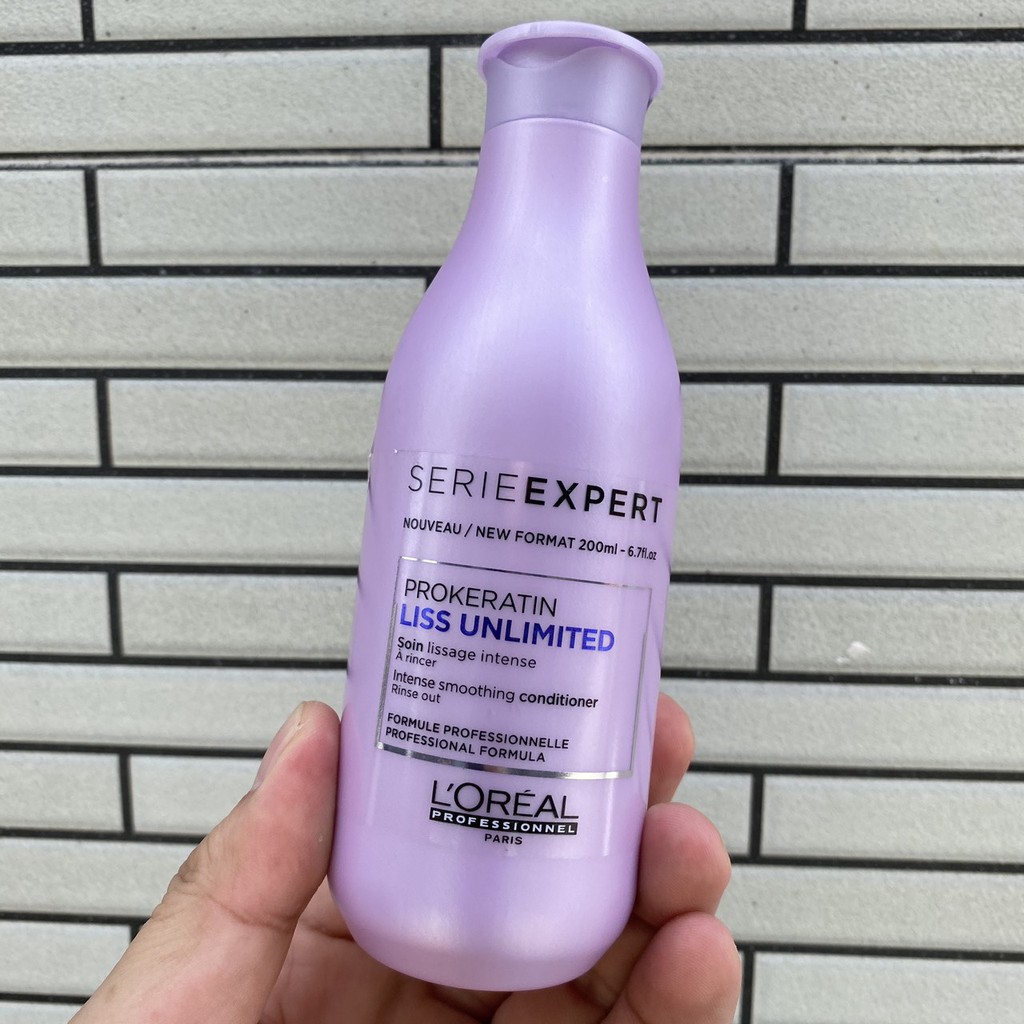 SERIEEXPERT
NOUVEAU / NEW FORMAT 200ml - 6.7fl.oz
PROKERATIN
LISS UNLIMITED
Soin lissage intense
À rincer
Intense smoothing conditioner
Rinse out
FORMULE PROFESSIONNELLE
PROFESSIONAL FORMULA
L'ORÉAL
PROFESSIONNEL
PARIS